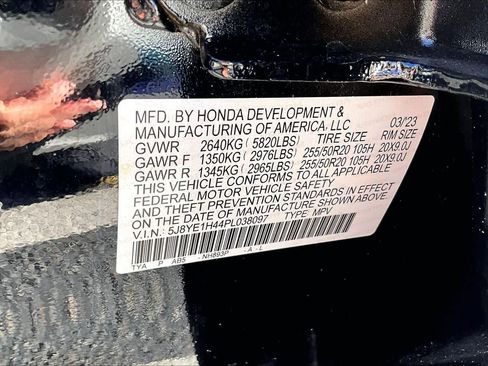 MFD. BY HONDA DEVELOPMENT &
MANUFACTURING OF AMERICA, LLC 03/'23
GVWR 2640KG ( 5820LBS) TIRE SIZE RIM SIZE
GAWR F 1350KG ( 2976LBS) 255/50R20 105H 20X9.0J
GAWR R 1345KG ( 2965LBS) 255/50R20 105H 20X9.0J
THIS VEHICLE CONFORMS TO ALL APPLICABLE
FEDERAL MOTOR VEHICLE SAFETY
AND THEFT PREVENTION STANDARDS IN EFFECT
ON THE DATE OF MANUFACTURE SHOWN ABOVE.
V.I.N.: 5J8YE1H44PL038097 TYPE: MPV
TYA P AB5 - NH893P - A - L